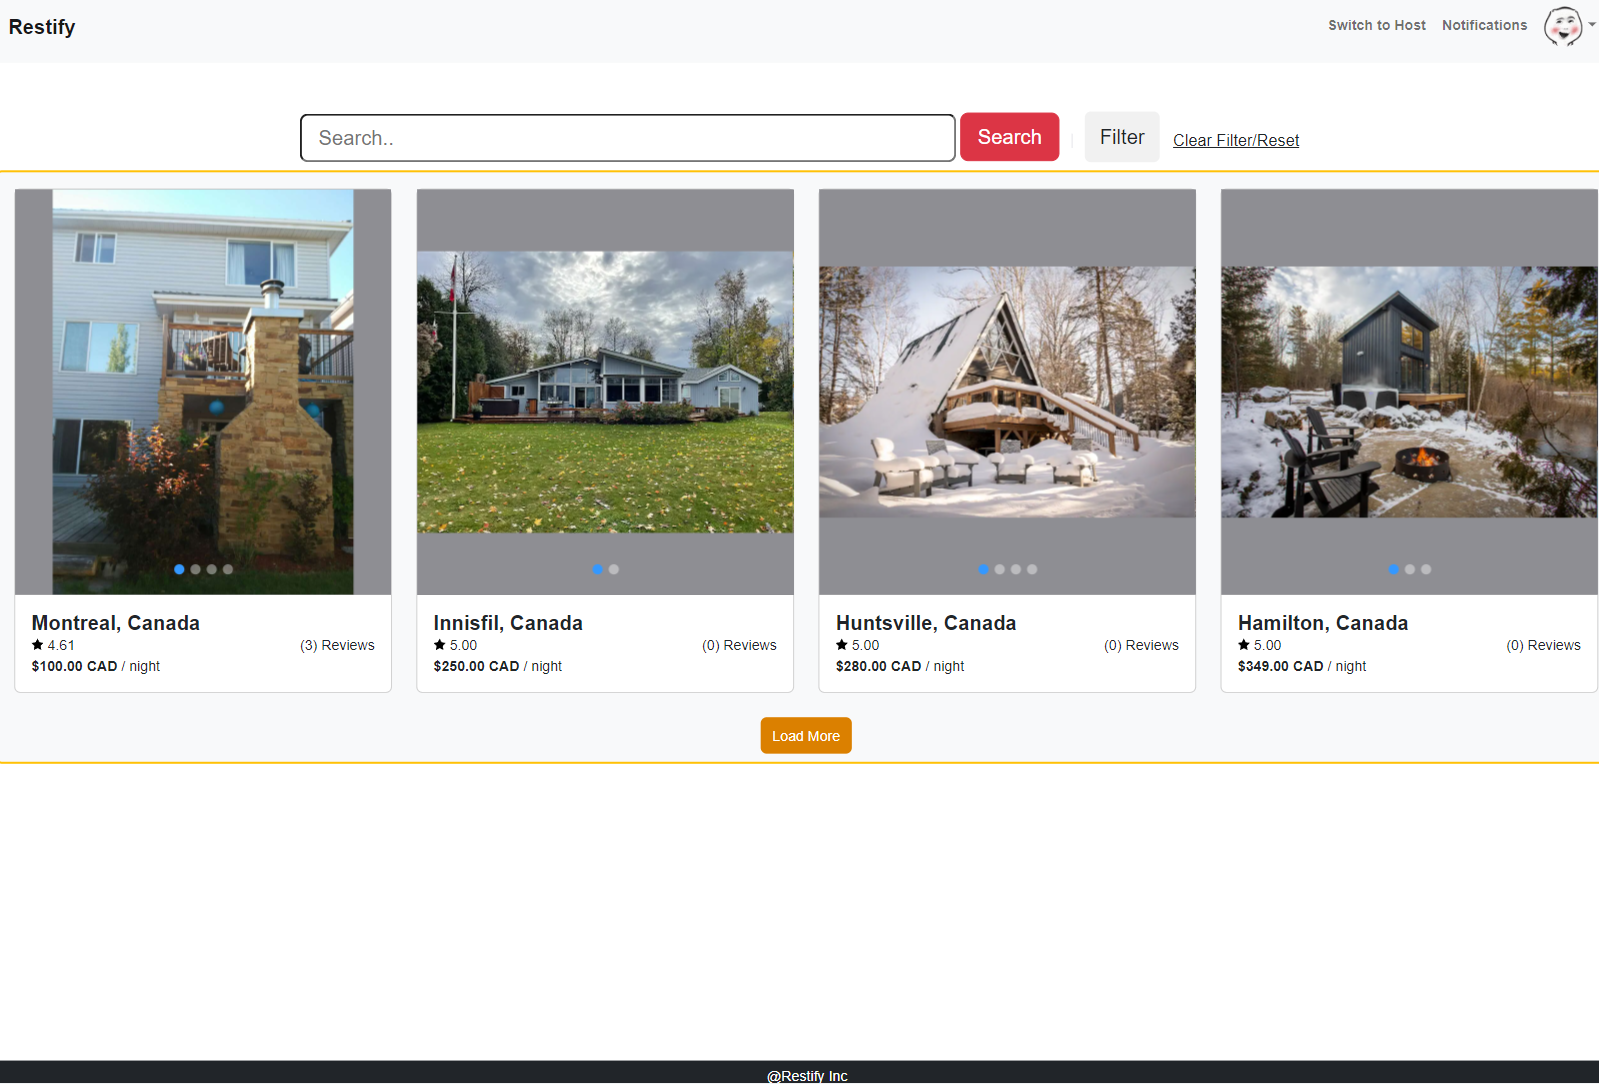 Restify
Switch to Host Notifications
Search.. Search | Filter Clear Filter/Reset
Montreal, Canada
4.61 (3) Reviews
$100.00 CAD / night
Innisfil, Canada
5.00 (0) Reviews
$250.00 CAD / night
Huntsville, Canada
5.00 (0) Reviews
$280.00 CAD / night
Hamilton, Canada
5.00 (0) Reviews
$349.00 CAD / night
Load More
@Restify Inc